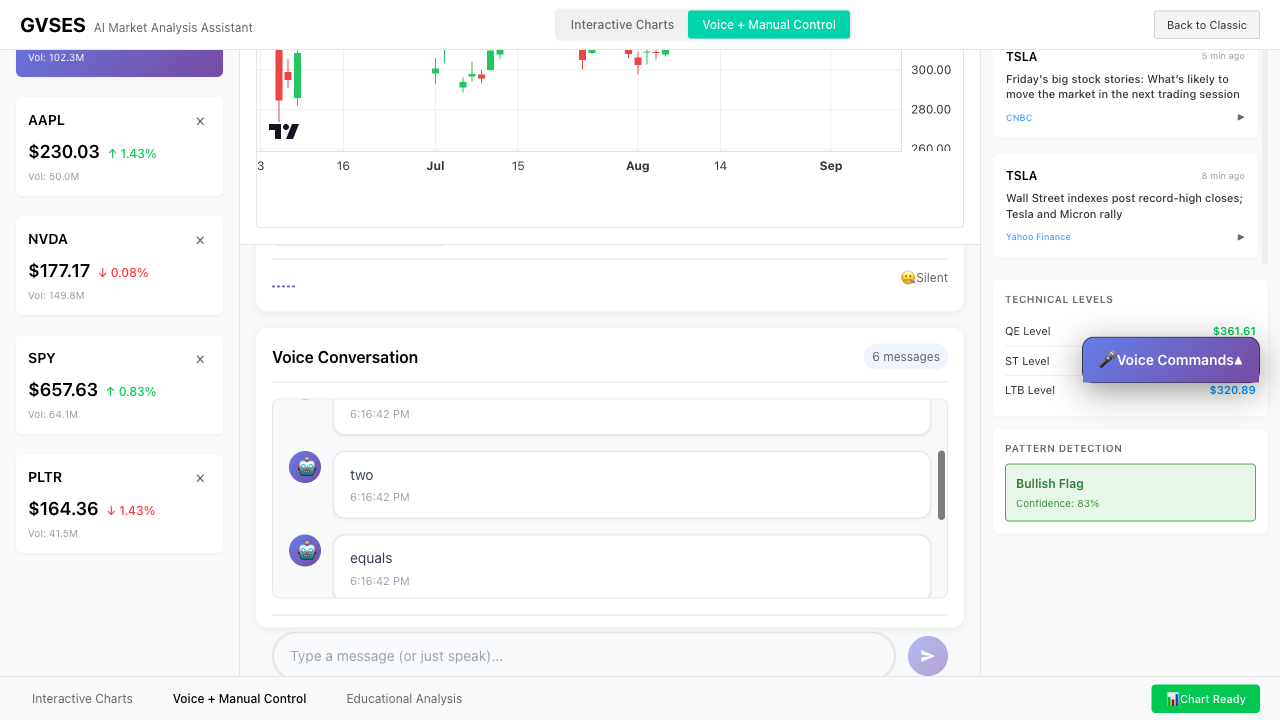 GVSES AI Market Analysis Assistant
Interactive Charts
Voice + Manual Control
Back to Classic
Vol: 102.3M
AAPL ×
$230.03 ↑ 1.43%
Vol: 50.0M
NVDA ×
$177.17 ↓ 0.08%
Vol: 149.8M
SPY ×
$657.63 ↑ 0.83%
Vol: 64.1M
PLTR ×
$164.36 ↓ 1.43%
Vol: 41.5M
300.00
280.00
260.00
3 16 Jul 15 Aug 14 Sep
Silent
Voice Conversation
6 messages
6:16:42 PM
two
6:16:42 PM
equals
6:16:42 PM
Type a message (or just speak)...
TSLA 5 min ago
Friday's big stock stories: What's likely to
move the market in the next trading session
CNBC ▶
TSLA 8 min ago
Wall Street indexes post record-high closes;
Tesla and Micron rally
Yahoo Finance ▶
TECHNICAL LEVELS
QE Level $361.61
ST Level
LTB Level $320.89
Voice Commands▲
PATTERN DETECTION
Bullish Flag
Confidence: 83%
Interactive Charts
Voice + Manual Control
Educational Analysis
Chart Ready